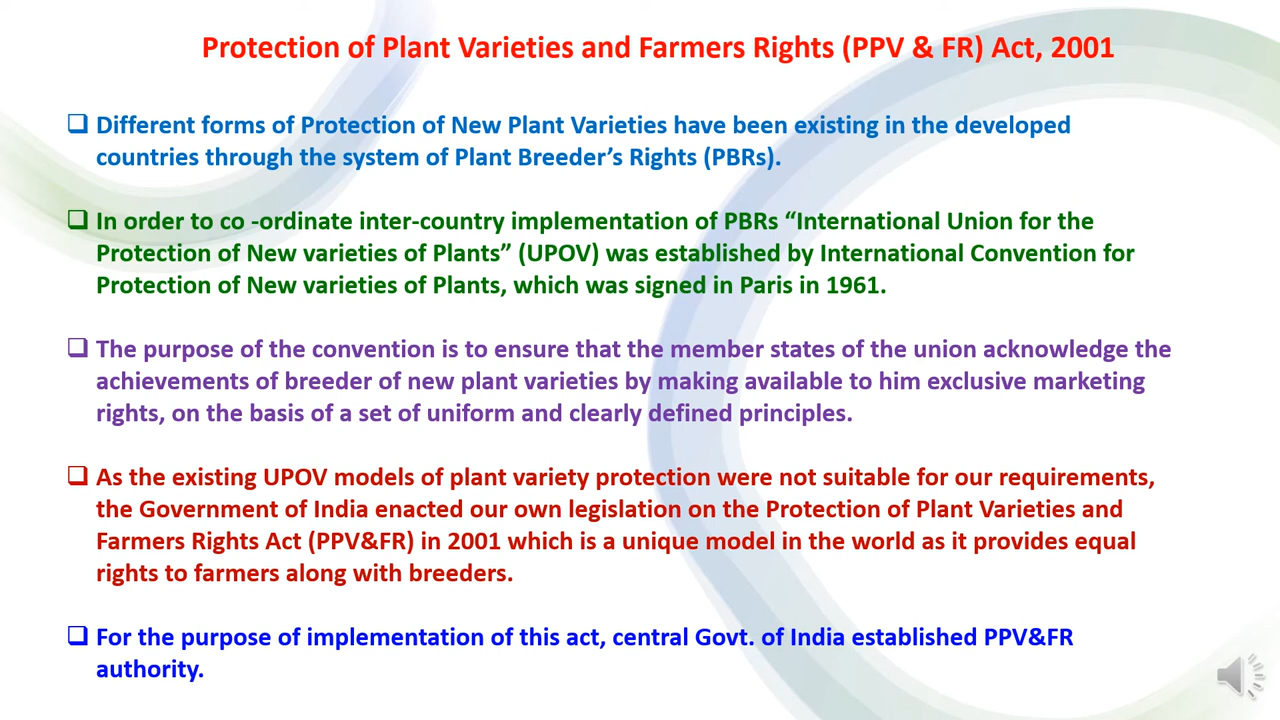 Protection of Plant Varieties and Farmers Rights (PPV & FR) Act, 2001
Different forms of Protection of New Plant Varieties have been existing in the developed
countries through the system of Plant Breeder’s Rights (PBRs).
In order to co -ordinate inter-country implementation of PBRs “International Union for the
Protection of New varieties of Plants” (UPOV) was established by International Convention for
Protection of New varieties of Plants, which was signed in Paris in 1961.
The purpose of the convention is to ensure that the member states of the union acknowledge the
achievements of breeder of new plant varieties by making available to him exclusive marketing
rights, on the basis of a set of uniform and clearly defined principles.
As the existing UPOV models of plant variety protection were not suitable for our requirements,
the Government of India enacted our own legislation on the Protection of Plant Varieties and
Farmers Rights Act (PPV&FR) in 2001 which is a unique model in the world as it provides equal
rights to farmers along with breeders.
For the purpose of implementation of this act, central Govt. of India established PPV&FR
authority.